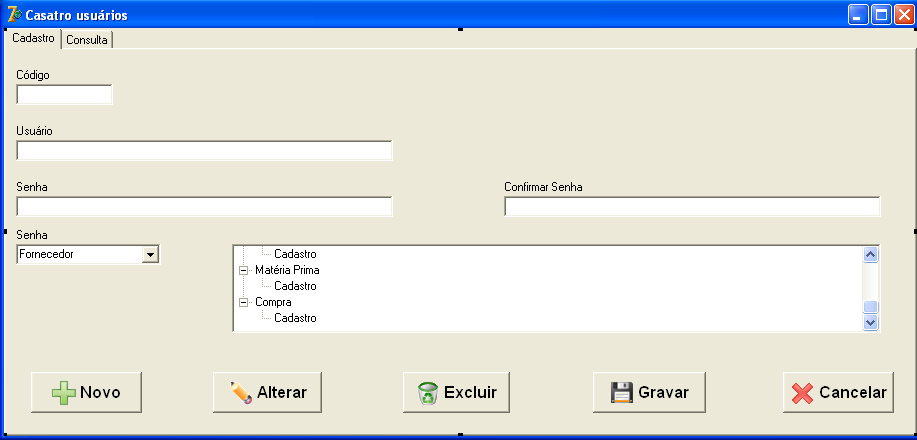 Casatro usuários
Cadastro Consulta
Código
Usuário
Senha Confirmar Senha
Senha
Fornecedor
Cadastro
Matéria Prima
Cadastro
Compra
Cadastro
Novo Alterar Excluir Gravar Cancelar